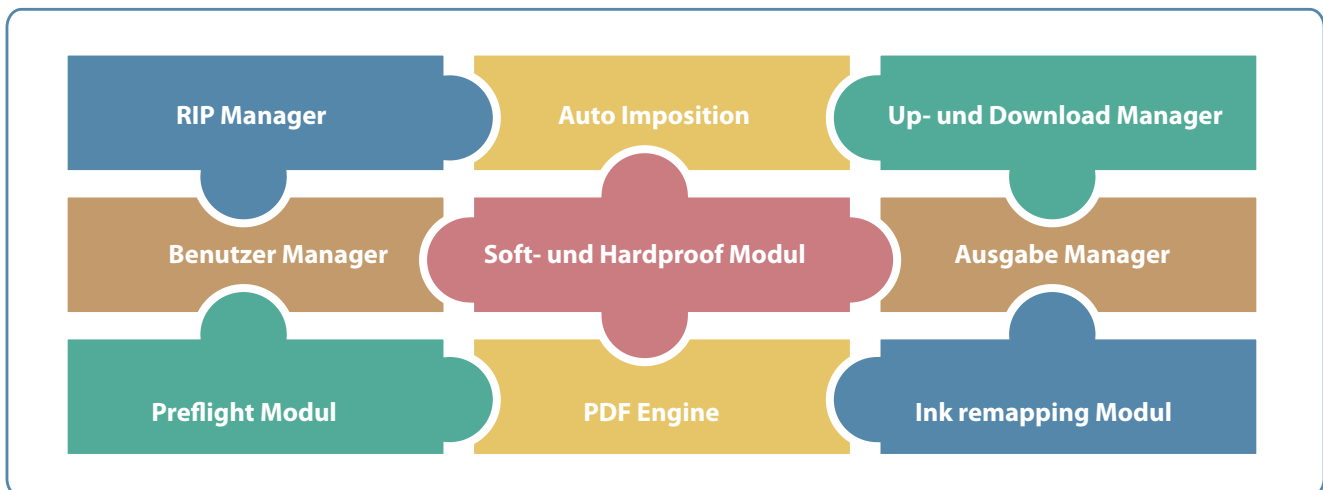 RIP Manager
Auto Imposition
Up- und Download Manager
Benutzer Manager
Soft- und Hardproof Modul
Ausgabe Manager
Preflight Modul
PDF Engine
Ink remapping Modul